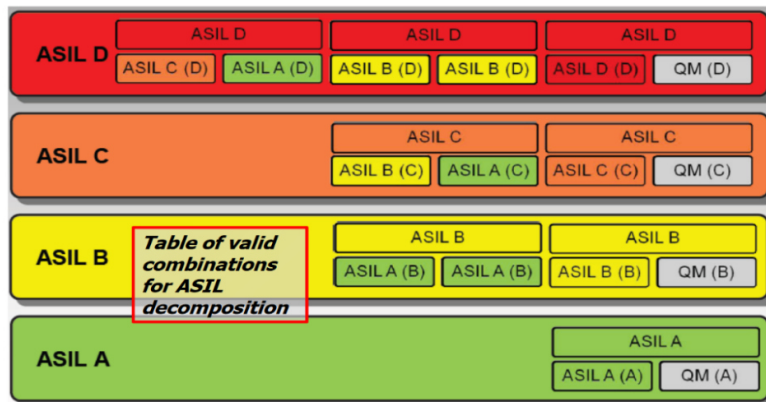 ASIL D
ASIL D ASIL D ASIL D
ASIL C (D) ASIL A (D) ASIL B (D) ASIL B (D) ASIL D (D) QM (D)
ASIL C
ASIL C ASIL C
ASIL B (C) ASIL A (C) ASIL C (C) QM (C)
ASIL B
ASIL B ASIL B
ASIL A (B) ASIL A (B) ASIL B (B) QM (B)
Table of valid
combinations
for ASIL
decomposition
ASIL A
ASIL A
ASIL A (A) QM (A)